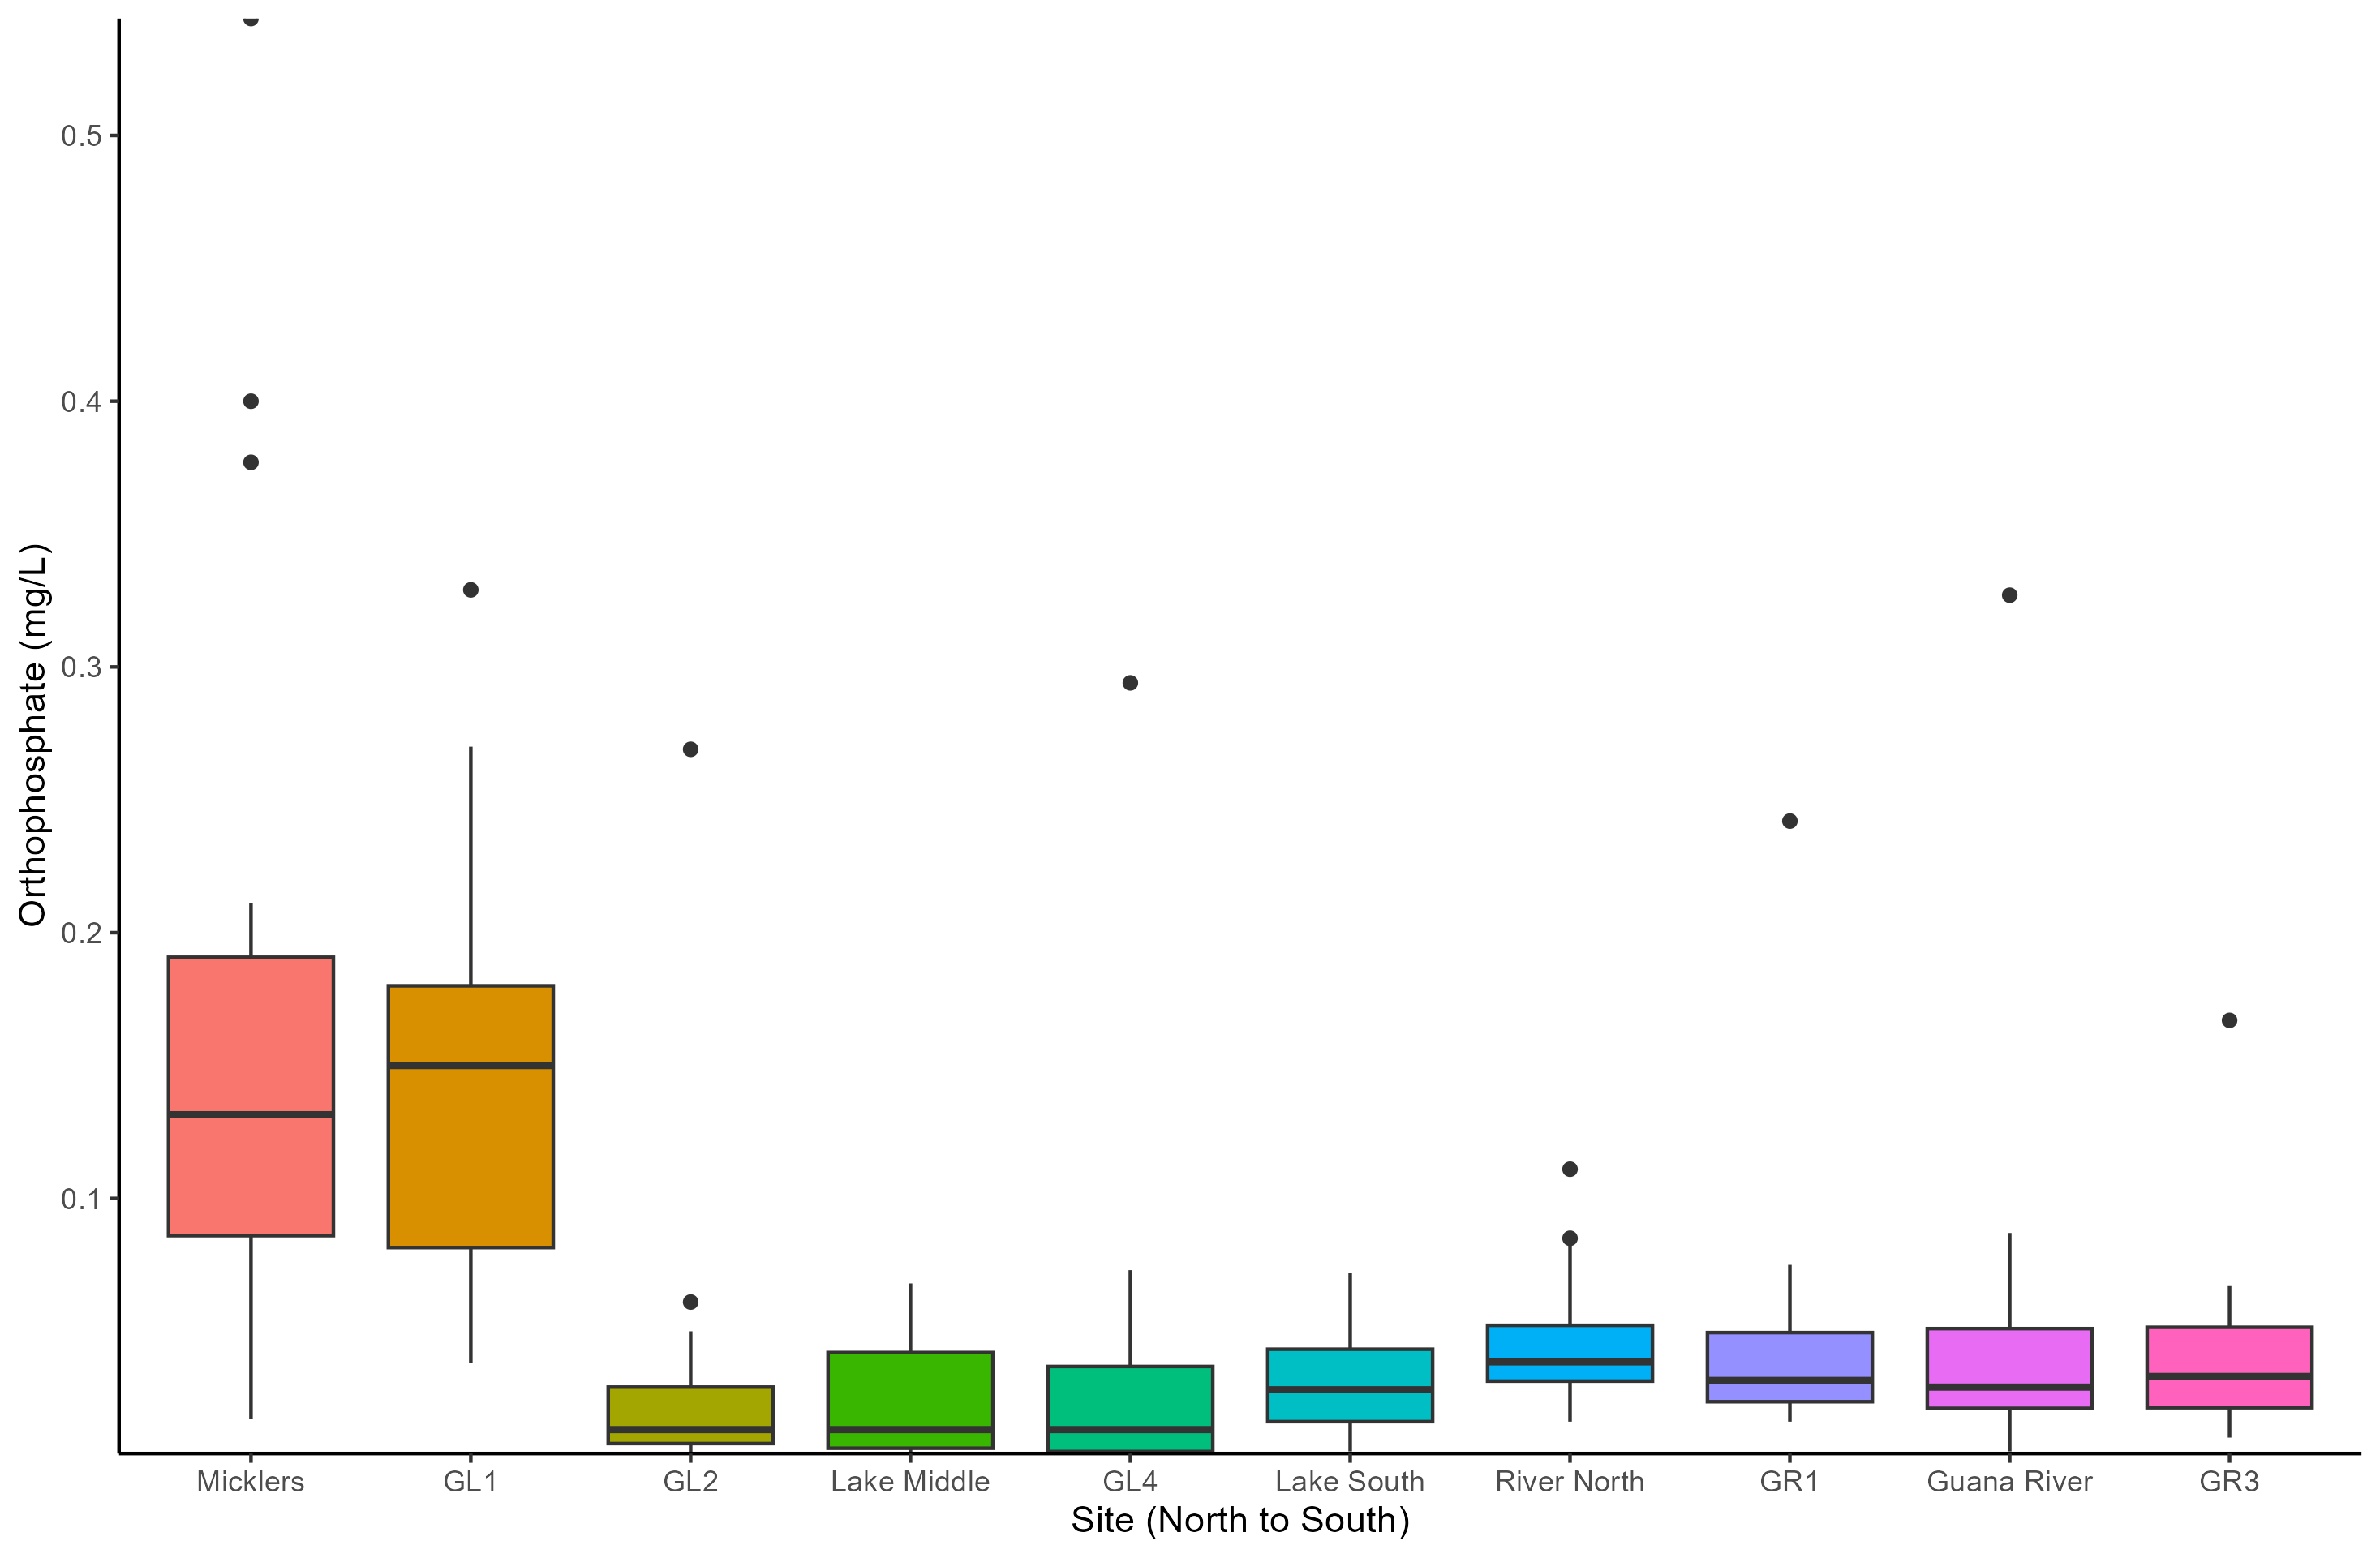 Orthophosphate (mg/L)
0.5
0.4
0.3
0.2
0.1
Micklers GL1 GL2 Lake Middle GL4 Lake South River North GR1 Guana River GR3
Site (North to South)